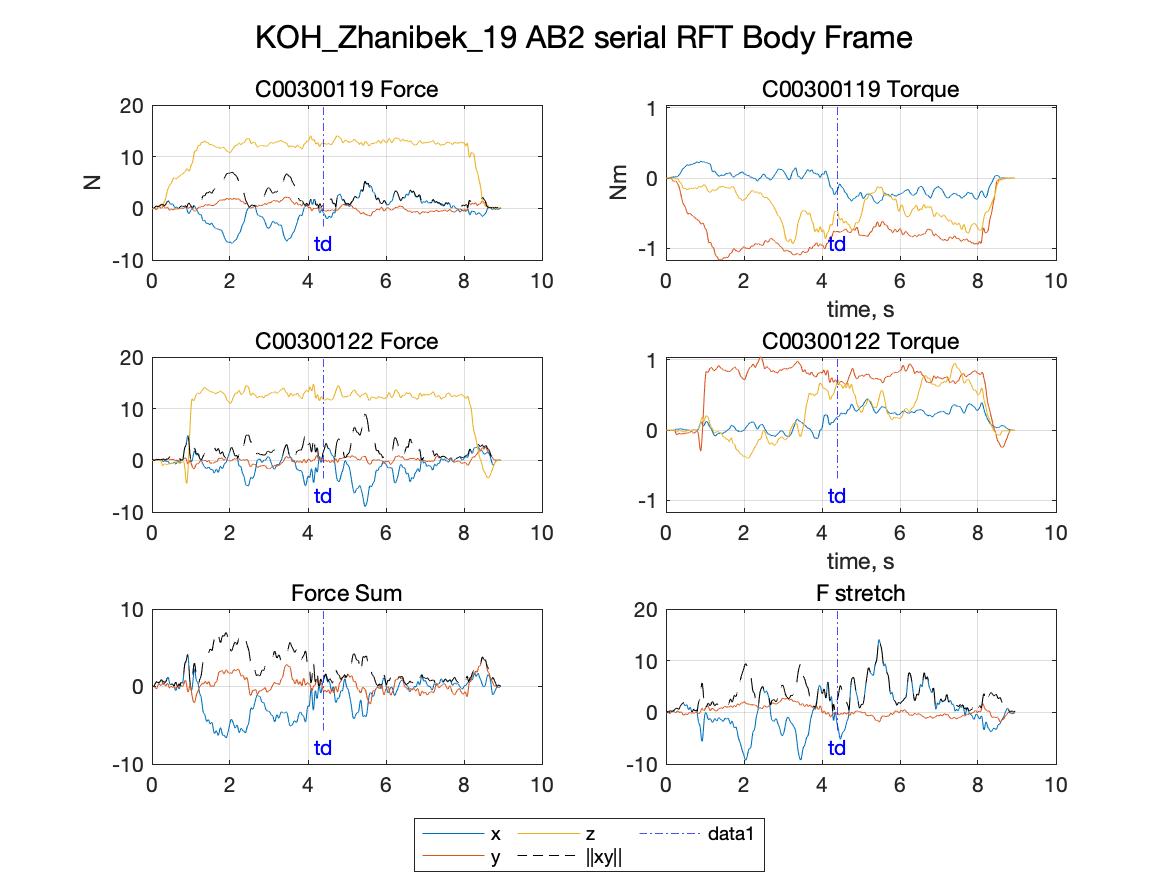 KOH_Zhanibek_19 AB2 serial RFT Body Frame
C00300119 Force
20
10
0
-10
N
td
0 2 4 6 8 10
C00300119 Torque
1
0
-1
Nm
td
0 2 4 6 8 10
time, s
C00300122 Force
20
10
0
-10
td
0 2 4 6 8 10
C00300122 Torque
1
0
-1
td
0 2 4 6 8 10
time, s
Force Sum
10
0
-10
td
0 2 4 6 8 10
F stretch
20
10
0
-10
td
0 2 4 6 8 10
x z data1
y ||xy||